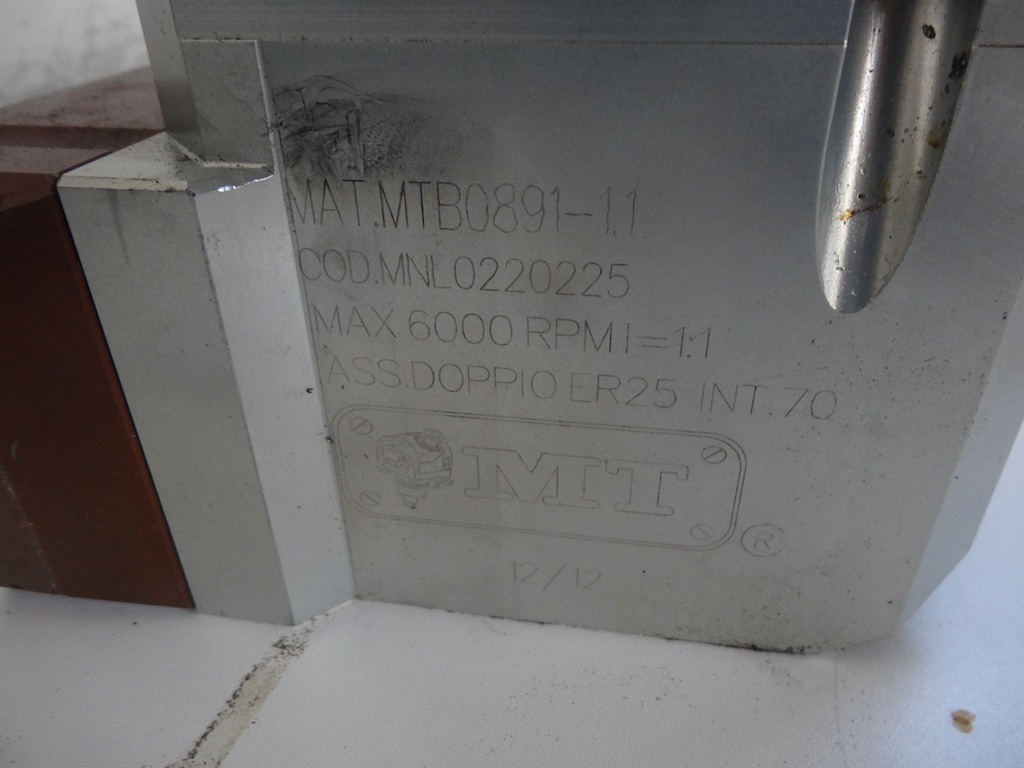 MAT.MTB0891-1.1
COD.MNL0220225
MAX 6000 RPM I=1:1
ASS.DOPPIO ER25 INT.70
MT
®
12/12